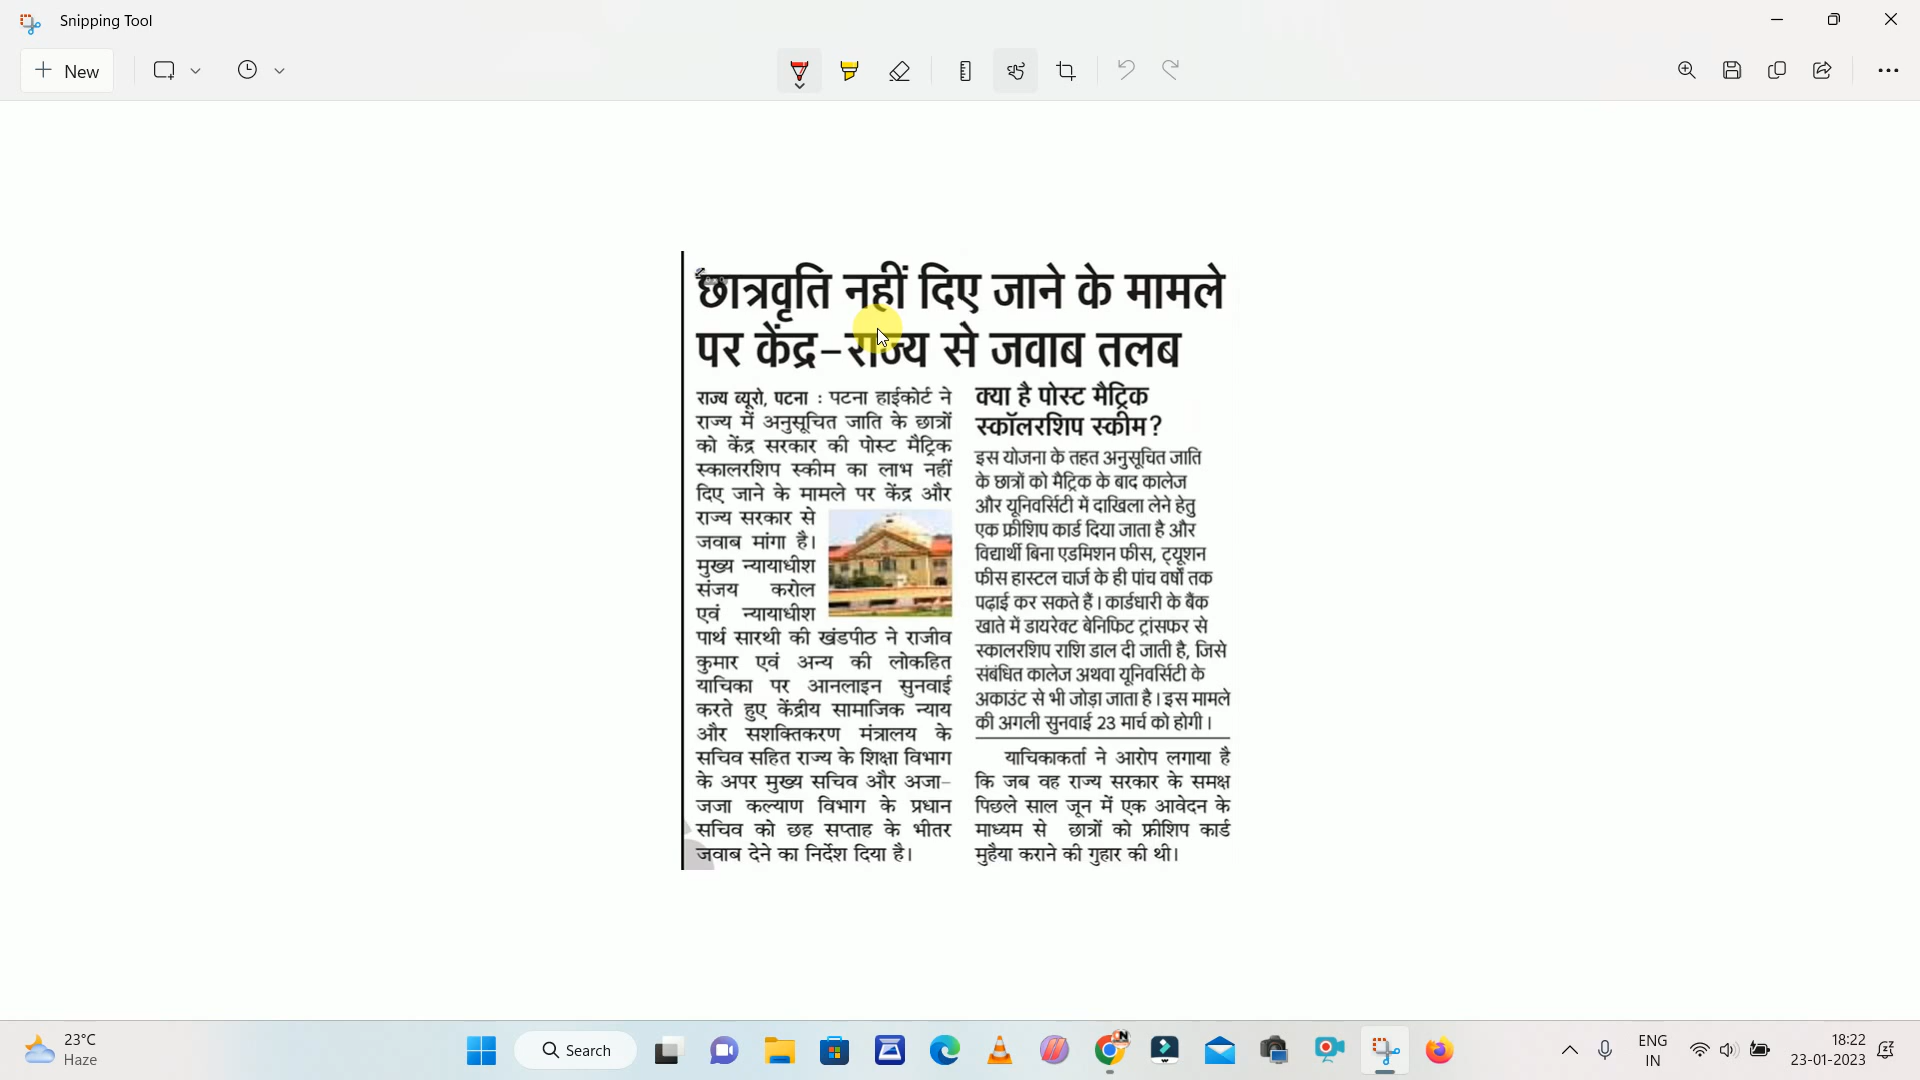 Snipping Tool
New
छात्रवृति नहीं दिए जाने के मामले
पर केंद्र-राज्य से जवाब तलब
राज्य ब्यूरो, पटना : पटना हाईकोर्ट ने
राज्य में अनुसूचित जाति के छात्रों
को केंद्र सरकार की पोस्ट मैट्रिक
स्कालरशिप स्कीम का लाभ नहीं
दिए जाने के मामले पर केंद्र और
राज्य सरकार से
जवाब मांगा है।
मुख्य न्यायाधीश
संजय करोल
एवं न्यायाधीश
पार्थ सारथी की खंडपीठ ने राजीव
कुमार एवं अन्य की लोकहित
याचिका पर आनलाइन सुनवाई
करते हुए केंद्रीय सामाजिक न्याय
और सशक्तिकरण मंत्रालय के
सचिव सहित राज्य के शिक्षा विभाग
के अपर मुख्य सचिव और अजा-
जजा कल्याण विभाग के प्रधान
सचिव को छह सप्ताह के भीतर
जवाब देने का निर्देश दिया है।
क्या है पोस्ट मैट्रिक
स्कॉलरशिप स्कीम?
इस योजना के तहत अनुसूचित जाति
के छात्रों को मैट्रिक के बाद कालेज
और यूनिवर्सिटी में दाखिला लेने हेतु
एक फ्रीशिप कार्ड दिया जाता है और
विद्यार्थी बिना एडमिशन फीस, ट्यूशन
फीस हास्टल चार्ज के ही पांच वर्षों तक
पढ़ाई कर सकते हैं। कार्डधारी के बैंक
खाते में डायरेक्ट बेनिफिट ट्रांसफर से
स्कालरशिप राशि डाल दी जाती है, जिसे
संबंधित कालेज अथवा यूनिवर्सिटी के
अकाउंट से भी जोड़ा जाता है। इस मामले
की अगली सुनवाई 23 मार्च को होगी।
याचिकाकर्ता ने आरोप लगाया है
कि जब वह राज्य सरकार के समक्ष
पिछले साल जून में एक आवेदन के
माध्यम से छात्रों को फ्रीशिप कार्ड
मुहैया कराने की गुहार की थी।
23°C
Haze
Search
ENG
IN
18:22
23-01-2023